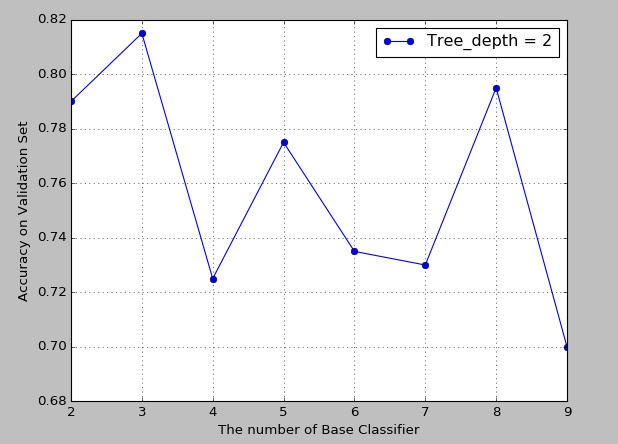 0.82
0.80
0.78
0.76
0.74
0.72
0.70
0.68
Accuracy on Validation Set
Tree_depth = 2
2 3 4 5 6 7 8 9
The number of Base Classifier